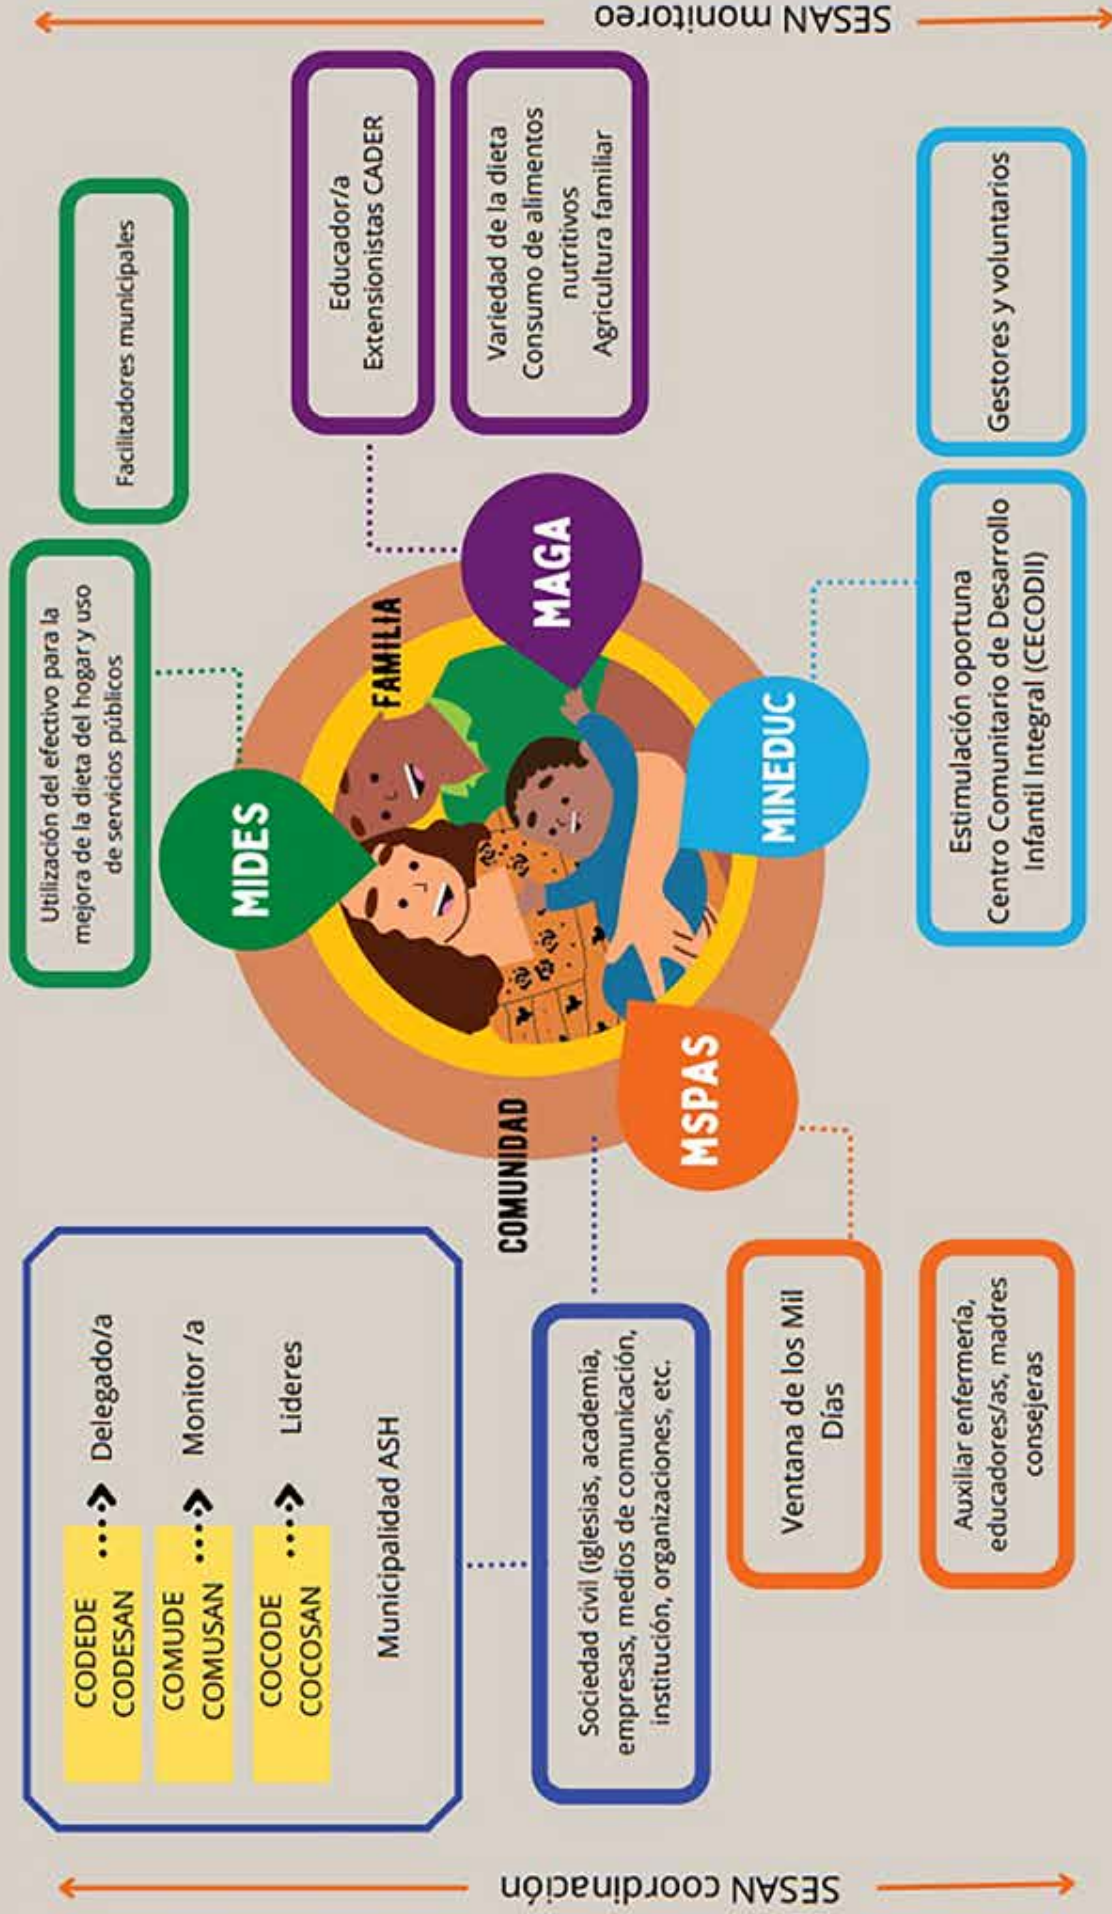 SESAN coordinación
CODEDE
CODESAN
Delegado/a
COMUDE
COMUSAN
Monitor /a
COCODE
COCOSAN
Lideres
Municipalidad ASH
Sociedad civil (iglesias, academia,
empresas, medios de comunicación,
institución, organizaciones, etc.
Ventana de los Mil
Días
Auxiliar enfermería,
educadores/as, madres
consejeras
COMUNIDAD
FAMILIA
MIDES
MAGA
MINEDUC
MSPAS
Utilización del efectivo para la
mejora de la dieta del hogar y uso
de servicios públicos
Facilitadores municipales
Educador/a
Extensionistas CADER
Variedad de la dieta
Consumo de alimentos
nutritivos
Agricultura familiar
Estimulación oportuna
Centro Comunitario de Desarrollo
Infantil Integral (CECODII)
Gestores y voluntarios
SESAN monitoreo